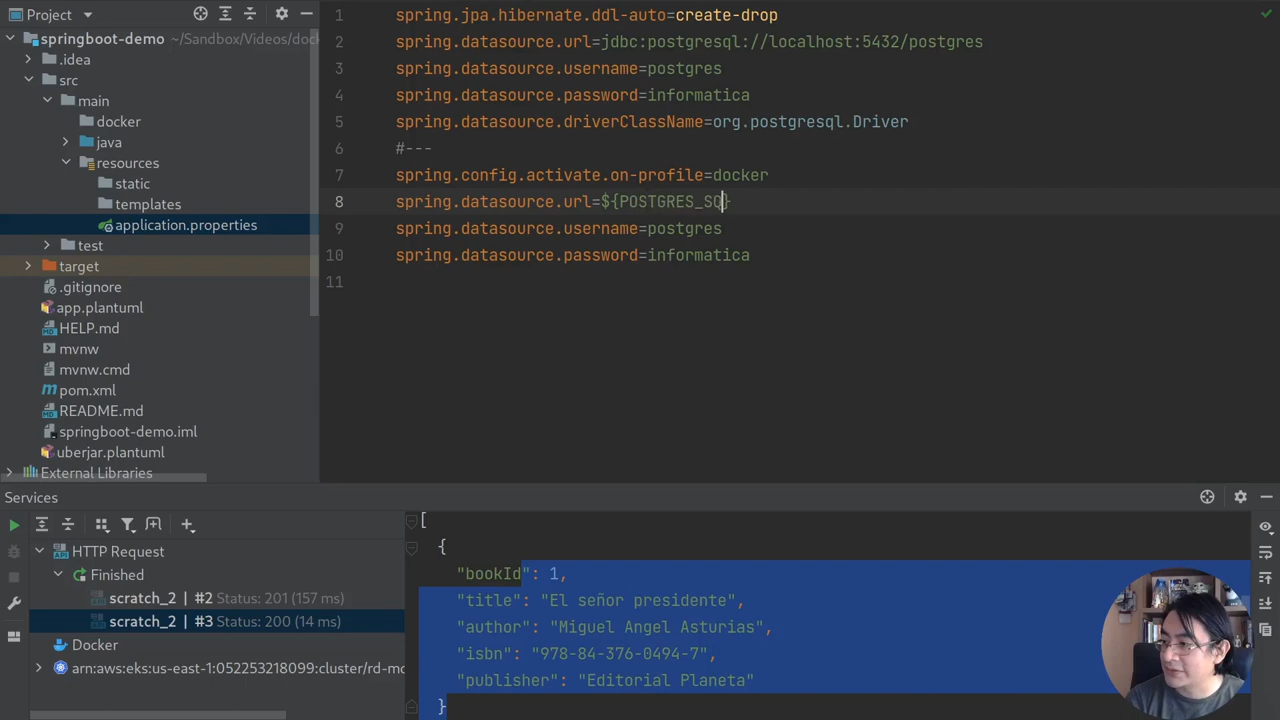 Project
springboot-demo ~/Sandbox/Videos/dock
.idea
src
main
docker
java
resources
static
templates
application.properties
test
target
.gitignore
app.plantuml
HELP.md
mvnw
mvnw.cmd
pom.xml
README.md
springboot-demo.iml
uberjar.plantuml
External Libraries
1 spring.jpa.hibernate.ddl-auto=create-drop
2 spring.datasource.url=jdbc:postgresql://localhost:5432/postgres
3 spring.datasource.username=postgres
4 spring.datasource.password=informatica
5 spring.datasource.driverClassName=org.postgresql.Driver
6 #---
7 spring.config.activate.on-profile=docker
8 spring.datasource.url=${POSTGRES_SQ}
9 spring.datasource.username=postgres
10 spring.datasource.password=informatica
11
Services
HTTP Request
Finished
scratch_2 | #2 Status: 201 (157 ms)
scratch_2 | #3 Status: 200 (14 ms)
Docker
arn:aws:eks:us-east-1:052253218099:cluster/rd-mc
[
{
"bookId": 1,
"title": "El señor presidente",
"author": "Miguel Angel Asturias",
"isbn": "978-84-376-0494-7",
"publisher": "Editorial Planeta"
}